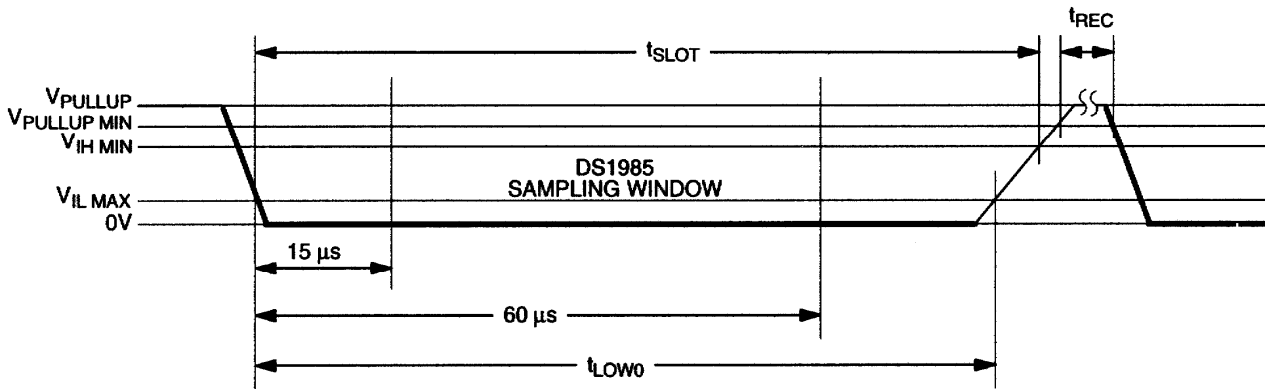 tREC
tSLOT
VPULLUP
VPULLUP MIN
VIH MIN
DS1985
SAMPLING WINDOW
VIL MAX
0V
15 μs
60 μs
tLOW0